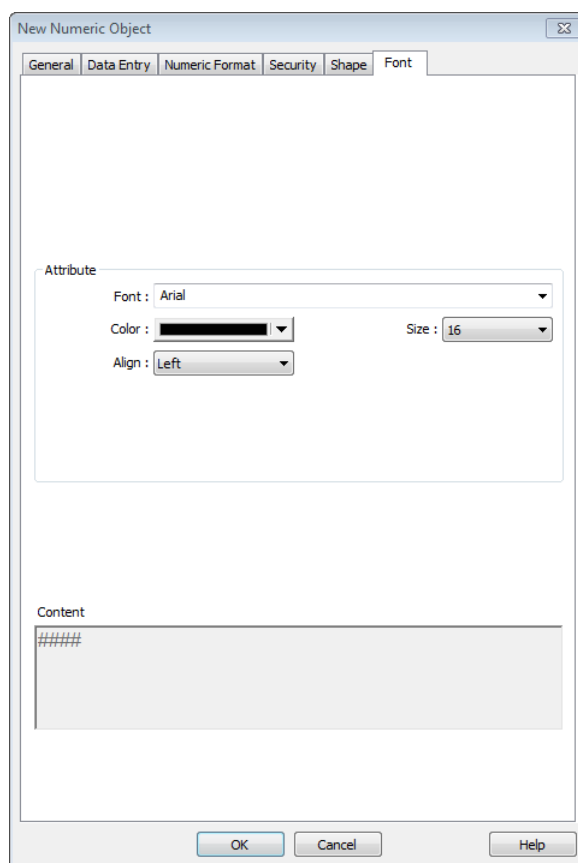 New Numeric Object
General Data Entry Numeric Format Security Shape Font
Attribute
Font : Arial
Color : Size : 16
Align : Left
Content
####
OK Cancel Help